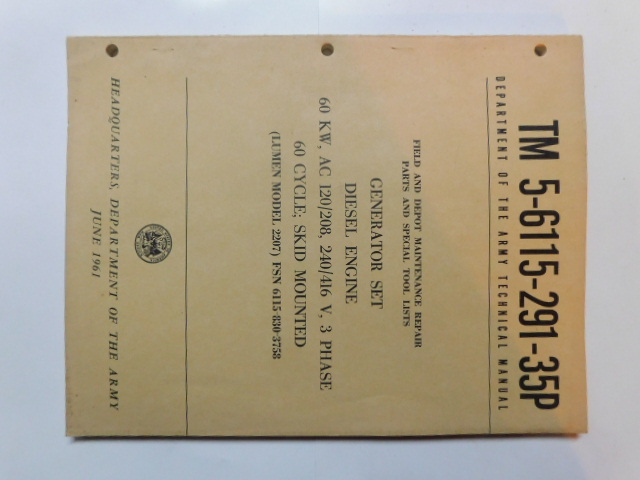 TM 5-6115-291-35P
DEPARTMENT OF THE ARMY TECHNICAL MANUAL
FIELD AND DEPOT MAINTENANCE REPAIR
PARTS AND SPECIAL TOOL LISTS
GENERATOR SET
DIESEL ENGINE
60 KW, AC 120/208, 240/416 V, 3 PHASE
60 CYCLE; SKID MOUNTED
(LUMEN MODEL 2207) FSN 6115-830-3758
HEADQUARTERS, DEPARTMENT OF THE ARMY
JUNE 1961